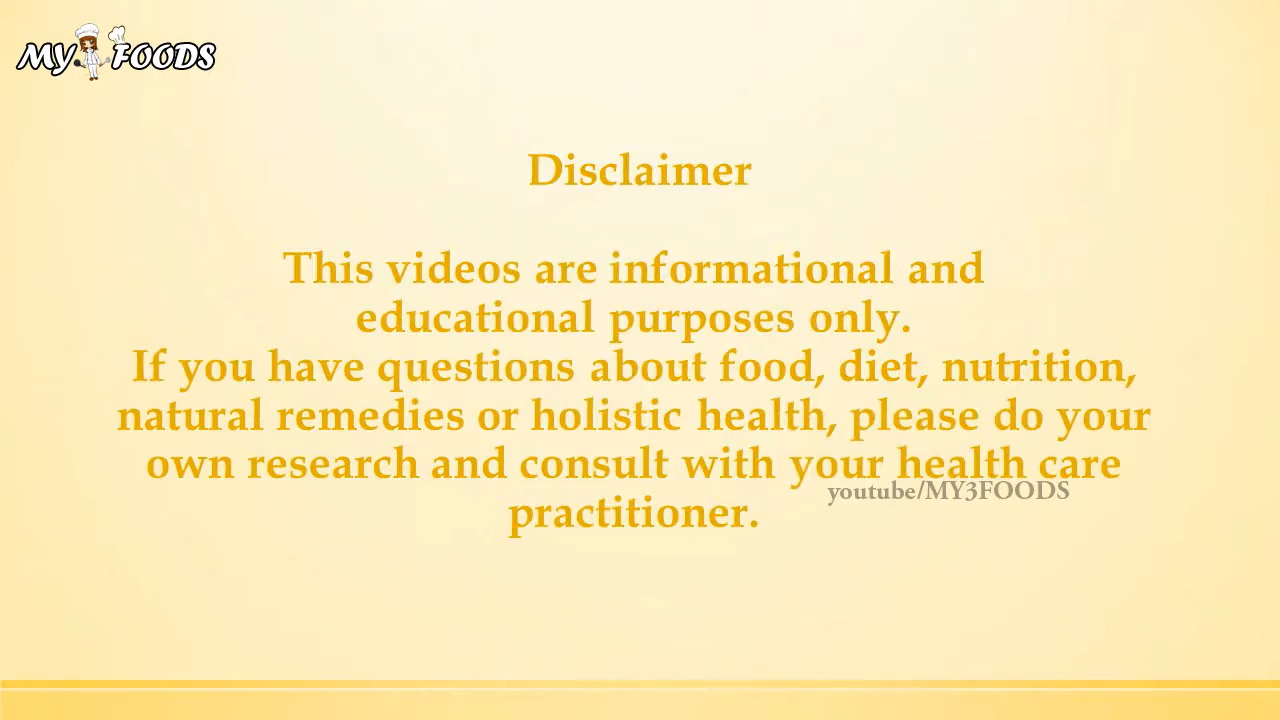 MY FOODS
Disclaimer
This videos are informational and
educational purposes only.
If you have questions about food, diet, nutrition,
natural remedies or holistic health, please do your
own research and consult with your health care
youtube/MY3FOODS
practitioner.